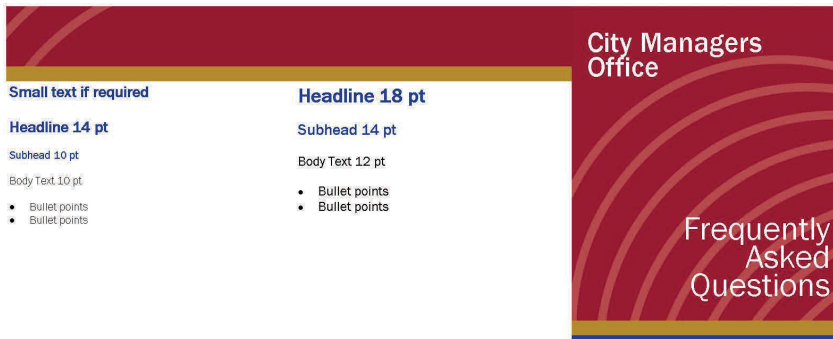 Small text if required
Headline 14 pt
Subhead 10 pt
Body Text 10 pt
• Bullet points
• Bullet points
Headline 18 pt
Subhead 14 pt
Body Text 12 pt
• Bullet points
• Bullet points
City Managers
Office
Frequently
Asked
Questions